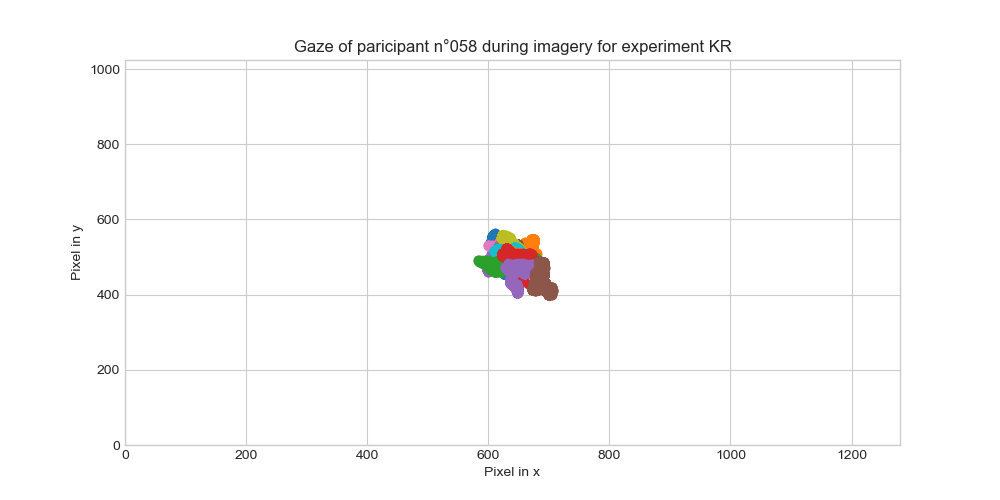 Gaze of paricipant n°058 during imagery for experiment KR
Pixel in y
1000
800
600
400
200
0
0 200 400 600 800 1000 1200
Pixel in x